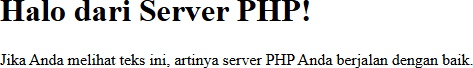 Halo dari Server PHP!
Jika Anda melihat teks ini, artinya server PHP Anda berjalan dengan baik.